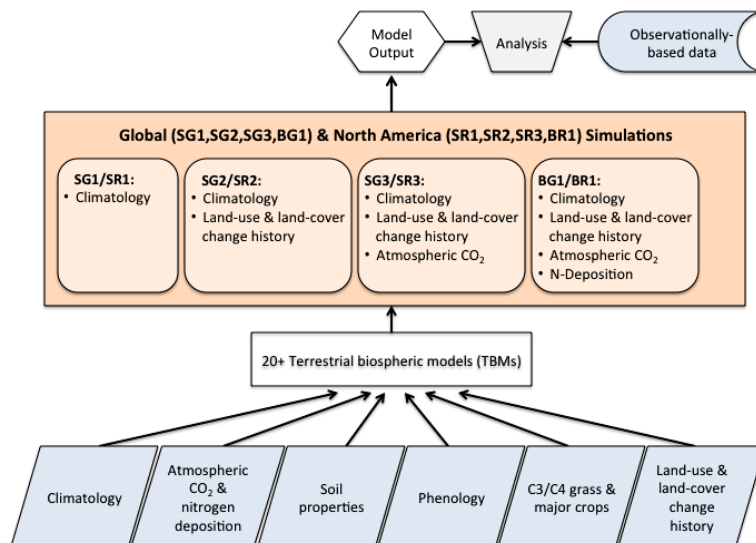 Model
Output
Analysis
Observationally-
based data
Global (SG1,SG2,SG3,BG1) & North America (SR1,SR2,SR3,BR1) Simulations
SG1/SR1:
• Climatology
SG2/SR2:
• Climatology
• Land-use & land-cover
change history
SG3/SR3:
• Climatology
• Land-use & land-cover
change history
• Atmospheric CO₂
BG1/BR1:
• Climatology
• Land-use & land-cover
change history
• Atmospheric CO₂
• N-Deposition
20+ Terrestrial biospheric models (TBMs)
Climatology
Atmospheric
CO₂ &
nitrogen
deposition
Soil
properties
Phenology
C3/C4 grass &
major crops
Land-use &
land-cover
change
history